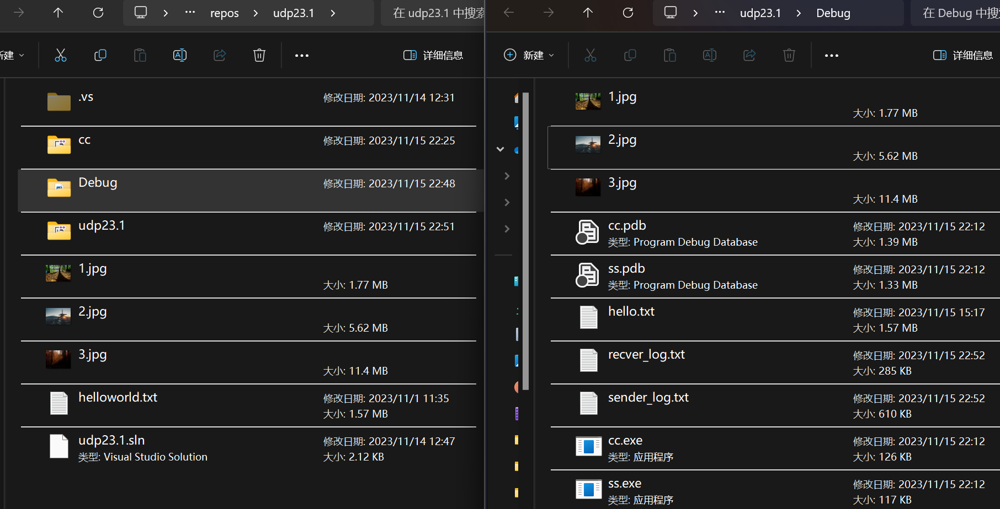 repos
udp23.1
在 udp23.1 中搜索
新建
详细信息
.vs
修改日期: 2023/11/14 12:31
cc
修改日期: 2023/11/15 22:25
Debug
修改日期: 2023/11/15 22:48
udp23.1
修改日期: 2023/11/15 22:51
1.jpg
大小: 1.77 MB
2.jpg
大小: 5.62 MB
3.jpg
大小: 11.4 MB
helloworld.txt
修改日期: 2023/11/1 11:35
大小: 1.57 MB
udp23.1.sln
修改日期: 2023/11/14 12:47
类型: Visual Studio Solution
大小: 2.12 KB
udp23.1
Debug
在 Debug 中搜
新建
详细信息
1.jpg
大小: 1.77 MB
2.jpg
大小: 5.62 MB
3.jpg
大小: 11.4 MB
cc.pdb
修改日期: 2023/11/15 22:12
类型: Program Debug Database
大小: 1.39 MB
ss.pdb
修改日期: 2023/11/15 22:12
类型: Program Debug Database
大小: 1.33 MB
hello.txt
修改日期: 2023/11/15 15:17
大小: 1.57 MB
recver_log.txt
修改日期: 2023/11/15 22:52
大小: 285 KB
sender_log.txt
修改日期: 2023/11/15 22:52
大小: 610 KB
cc.exe
修改日期: 2023/11/15 22:12
类型: 应用程序
大小: 126 KB
ss.exe
修改日期: 2023/11/15 22:12
类型: 应用程序
大小: 117 KB